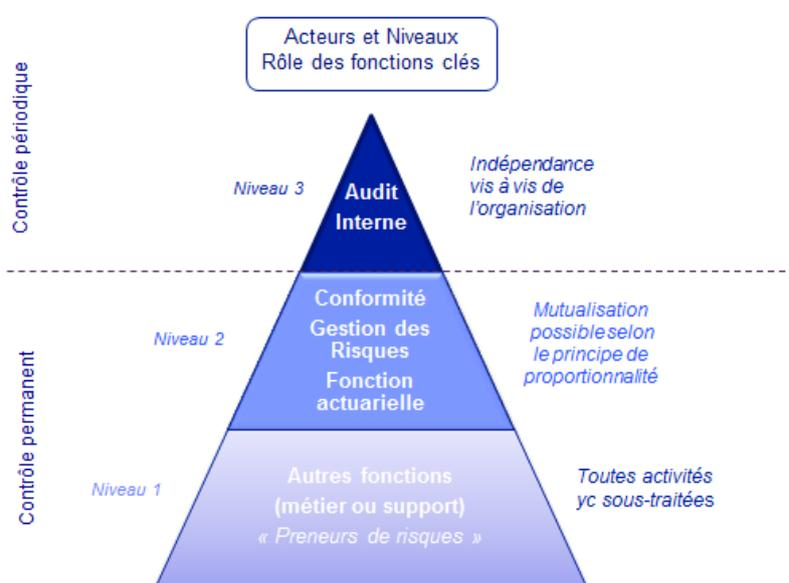 Acteurs et Niveaux
Rôle des fonctions clés
Contrôle périodique
Niveau 3
Audit
Interne
Indépendance
vis à vis de
l'organisation
Contrôle permanent
Niveau 2
Conformité
Gestion des
Risques
Fonction
actuarielle
Mutualisation
possible selon
le principe de
proportionnalité
Niveau 1
Autres fonctions
(métier ou support)
« Preneurs de risques »
Toutes activités
yc sous-traitées